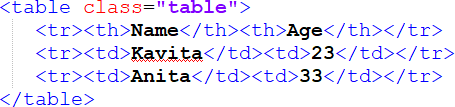 <table class="table">
<tr><th>Name</th><th>Age</th></tr>
<tr><td>Kavita</td><td>23</td></tr>
<tr><td>Anita</td><td>33</td></tr>
</table>